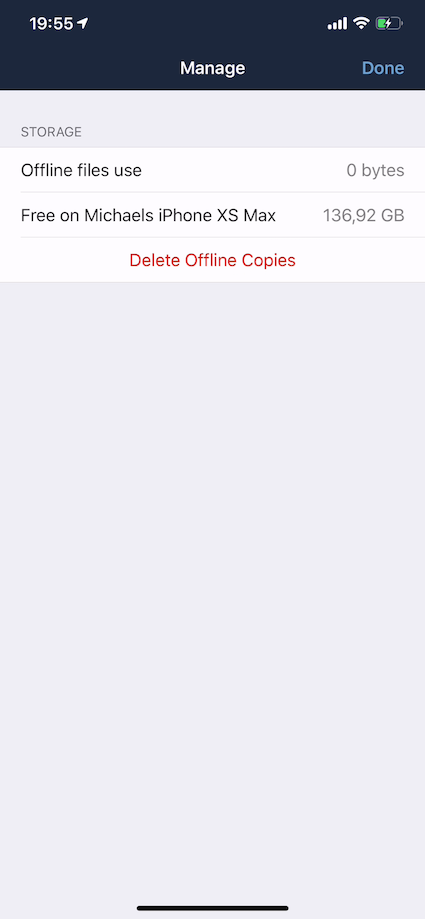 19:55
Manage
Done
STORAGE
Offline files use
0 bytes
Free on Michaels iPhone XS Max
136,92 GB
Delete Offline Copies